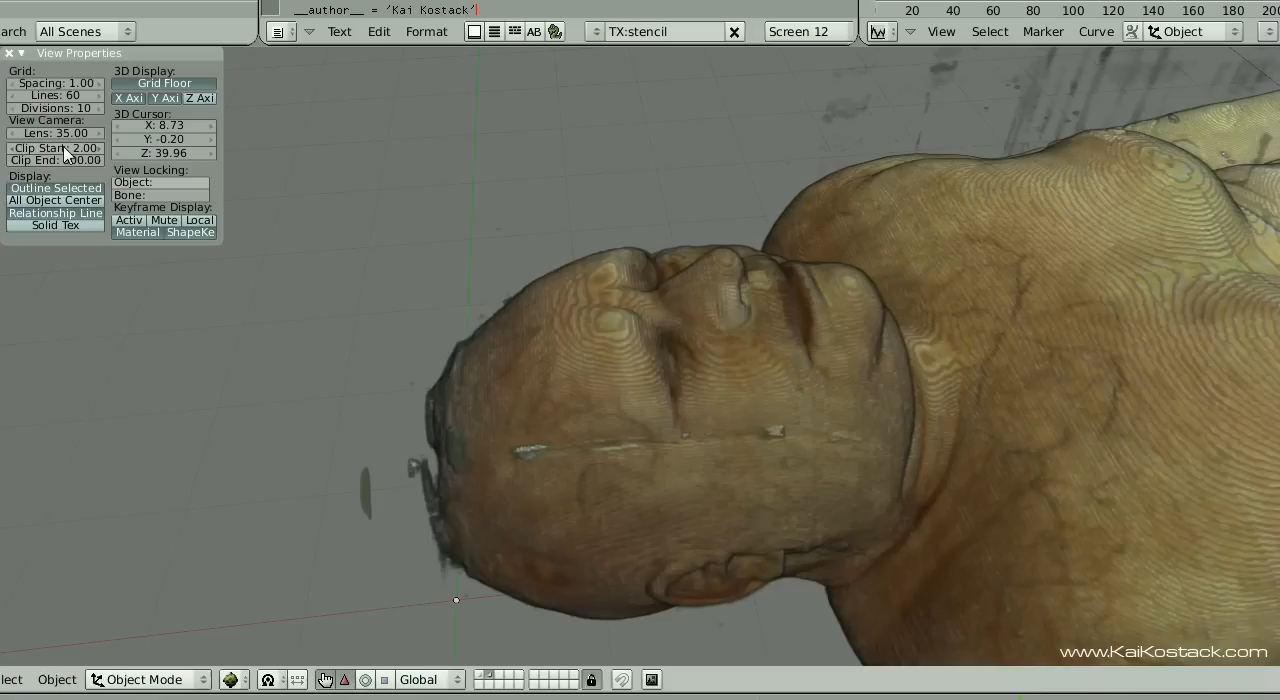 __author__ = 'Kai Kostack'
20 40 60 80 100 120 140 160 180 200
arch All Scenes
Text Edit Format AB TX:stencil Screen 12
View Select Marker Curve Object
View Properties
Grid:
Spacing: 1.00
Lines: 60
Divisions: 10
View Camera:
Lens: 35.00
Clip Start: 2.00
Clip End:
Display:
Outline Selected
All Object Center
Relationship Line
Solid Tex
3D Display:
Grid Floor
X Axi Y Axi Z Axi
3D Cursor:
X: 8.73
Y: -0.20
Z: 39.96
View Locking:
Object:
Bone:
Keyframe Display:
Activ Mute Local
Material ShapeKe
www.KaiKostack.com
lect Object Object Mode Global